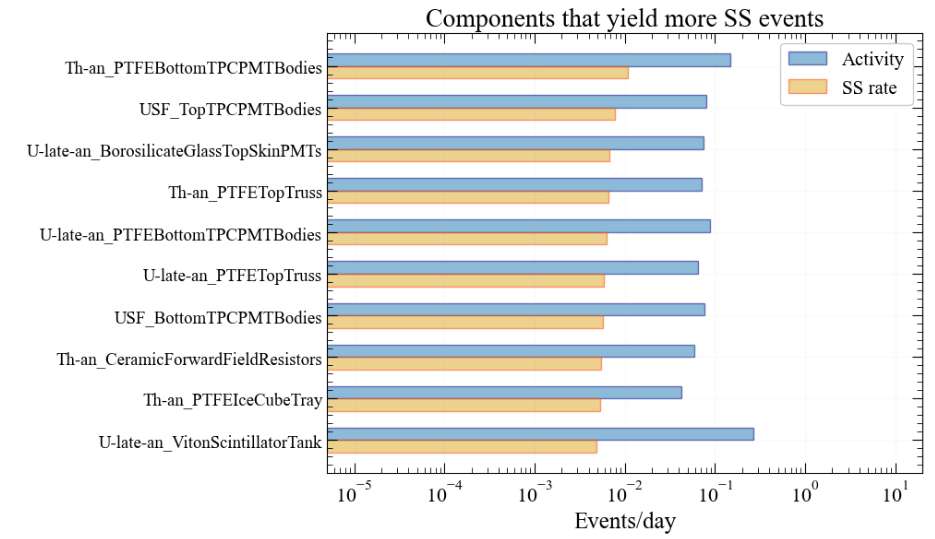 Components that yield more SS events
Activity
SS rate
Th-an_PTFEBottomTPCPMTBodies
USF_TopTPCPMTBodies
U-late-an_BorosilicateGlassTopSkinPMTs
Th-an_PTFETopTruss
U-late-an_PTFEBottomTPCPMTBodies
U-late-an_PTFETopTruss
USF_BottomTPCPMTBodies
Th-an_CeramicForwardFieldResistors
Th-an_PTFEIceCubeTray
U-late-an_VitonScintillatorTank
10⁻⁵ 10⁻⁴ 10⁻³ 10⁻² 10⁻¹ 10⁰ 10¹
Events/day